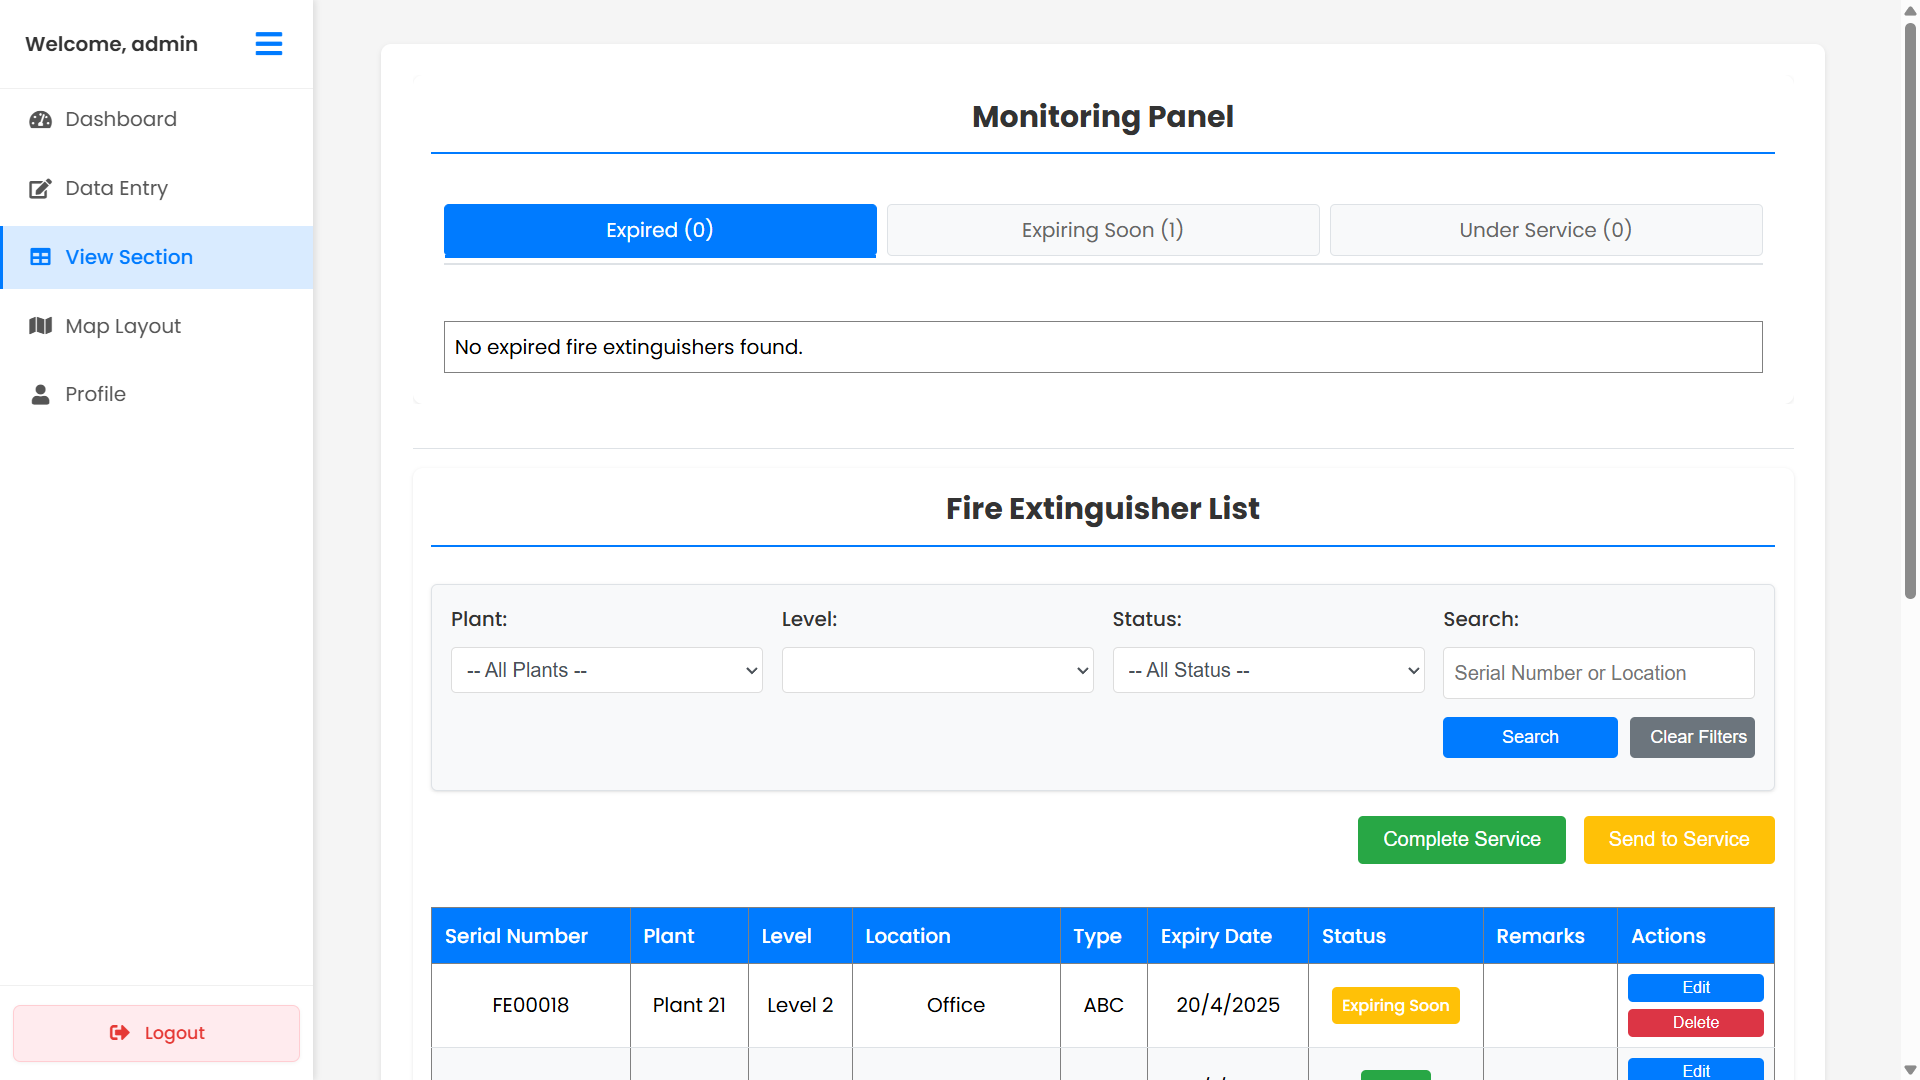 Welcome, admin
Dashboard
Data Entry
View Section
Map Layout
Profile
Logout
Monitoring Panel
Expired (0)
Expiring Soon (1)
Under Service (0)
No expired fire extinguishers found.
Fire Extinguisher List
Plant:
Level:
Status:
Search:
-- All Plants --
-- All Status --
Serial Number or Location
Search
Clear Filters
Complete Service
Send to Service
Serial Number Plant Level Location Type Expiry Date Status Remarks Actions
FE00018 Plant 21 Level 2 Office ABC 20/4/2025 Expiring Soon Edit
Delete
Edit